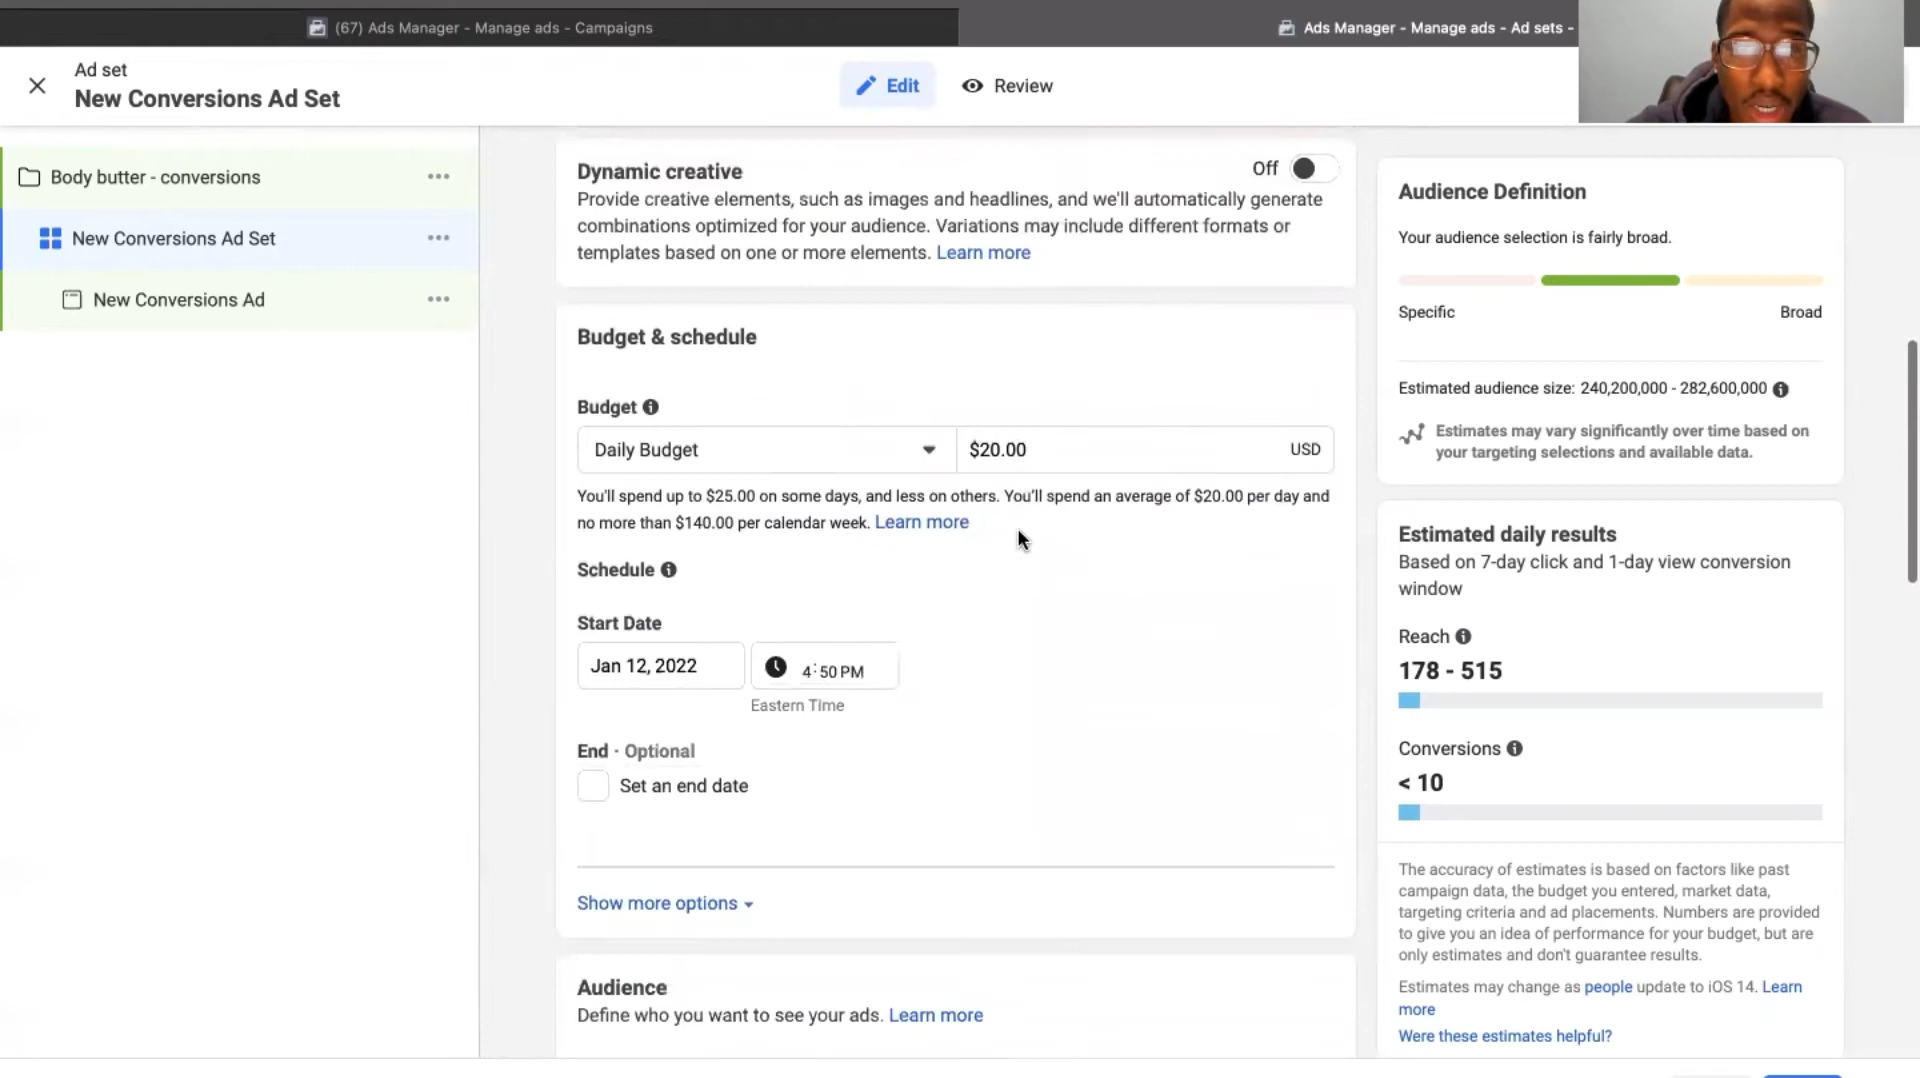 (67) Ads Manager - Manage ads - Campaigns
Ads Manager - Manage ads - Ad sets -
Ad set
New Conversions Ad Set
Edit
Review
Body butter - conversions
New Conversions Ad Set
New Conversions Ad
Dynamic creative
Off
Provide creative elements, such as images and headlines, and we'll automatically generate
combinations optimized for your audience. Variations may include different formats or
templates based on one or more elements. Learn more
Budget & schedule
Budget
Daily Budget
$20.00
USD
You'll spend up to $25.00 on some days, and less on others. You'll spend an average of $20.00 per day and
no more than $140.00 per calendar week. Learn more
Schedule
Start Date
Jan 12, 2022
4:50 PM
Eastern Time
End · Optional
Set an end date
Show more options
Audience
Define who you want to see your ads. Learn more
Audience Definition
Your audience selection is fairly broad.
Specific
Broad
Estimated audience size: 240,200,000 - 282,600,000
Estimates may vary significantly over time based on
your targeting selections and available data.
Estimated daily results
Based on 7-day click and 1-day view conversion
window
Reach
178 - 515
Conversions
< 10
The accuracy of estimates is based on factors like past
campaign data, the budget you entered, market data,
targeting criteria and ad placements. Numbers are provided
to give you an idea of performance for your budget, but are
only estimates and don't guarantee results.
Estimates may change as people update to iOS 14. Learn
more
Were these estimates helpful?